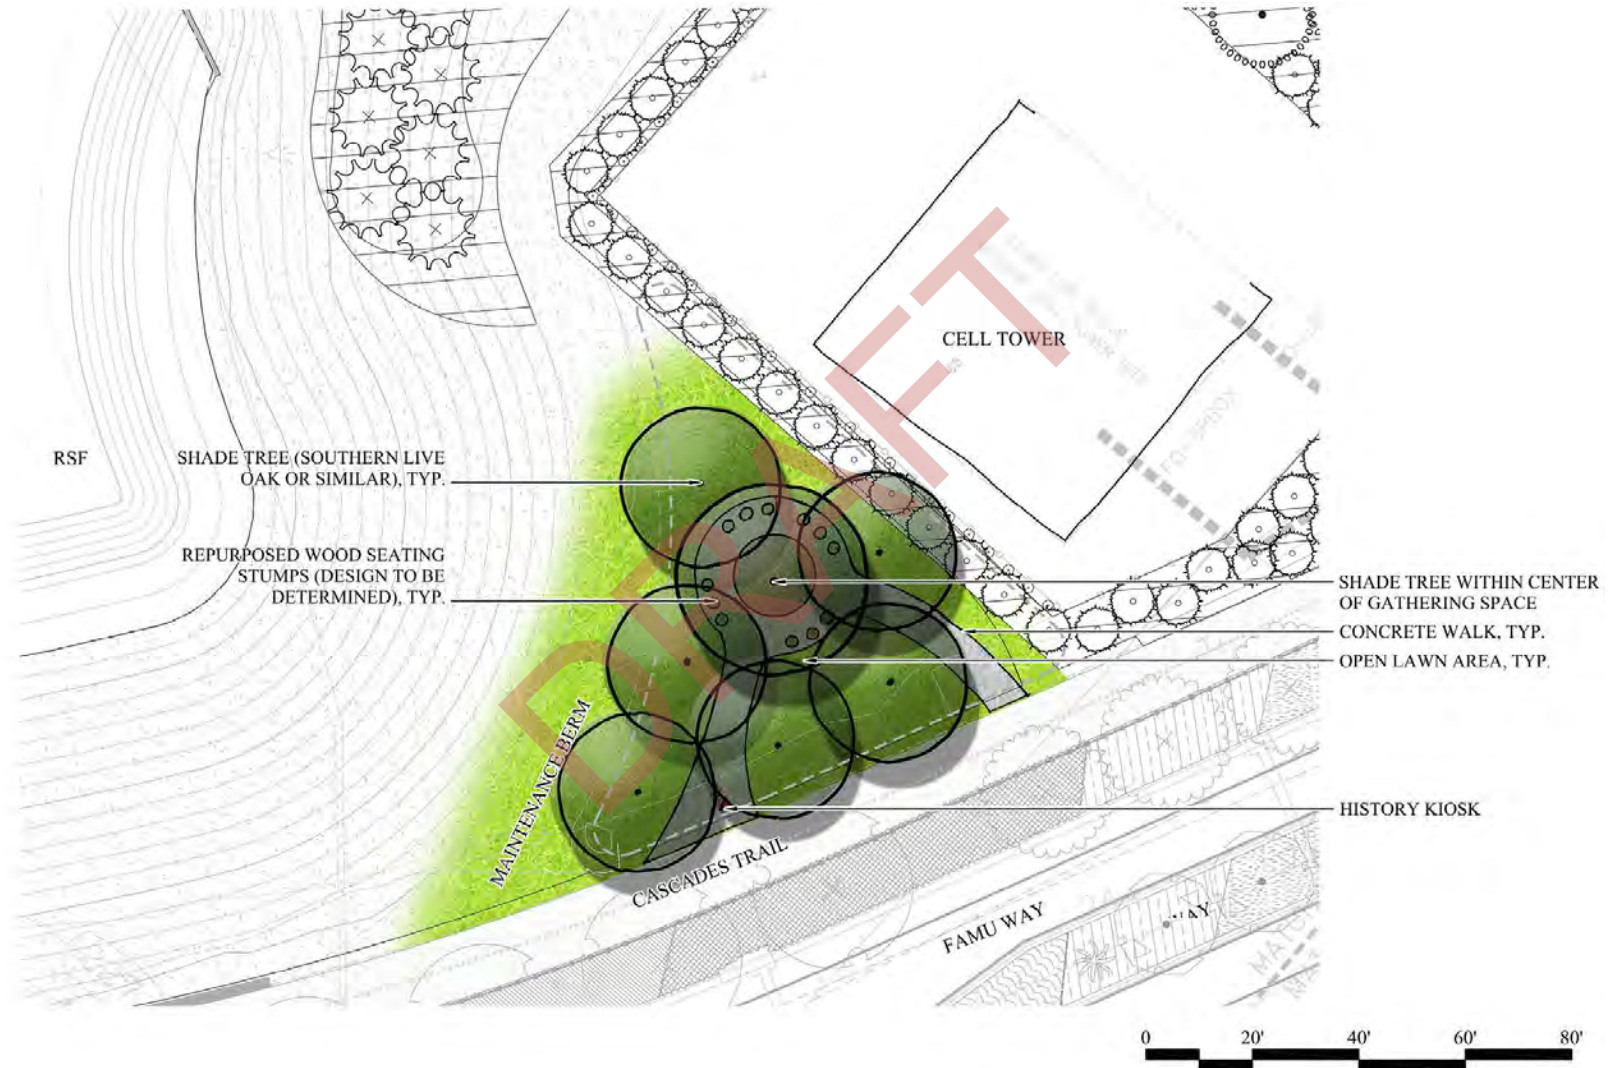 CELL TOWER
RSF
SHADE TREE (SOUTHERN LIVE
OAK OR SIMILAR), TYP.
REPURPOSED WOOD SEATING
STUMPS (DESIGN TO BE
DETERMINED), TYP.
SHADE TREE WITHIN CENTER
OF GATHERING SPACE
CONCRETE WALK, TYP.
OPEN LAWN AREA, TYP.
HISTORY KIOSK
MAINTENANCE BERM
CASCADES TRAIL
FAMU WAY
WAY
DRAFT
0 20' 40' 60' 80'